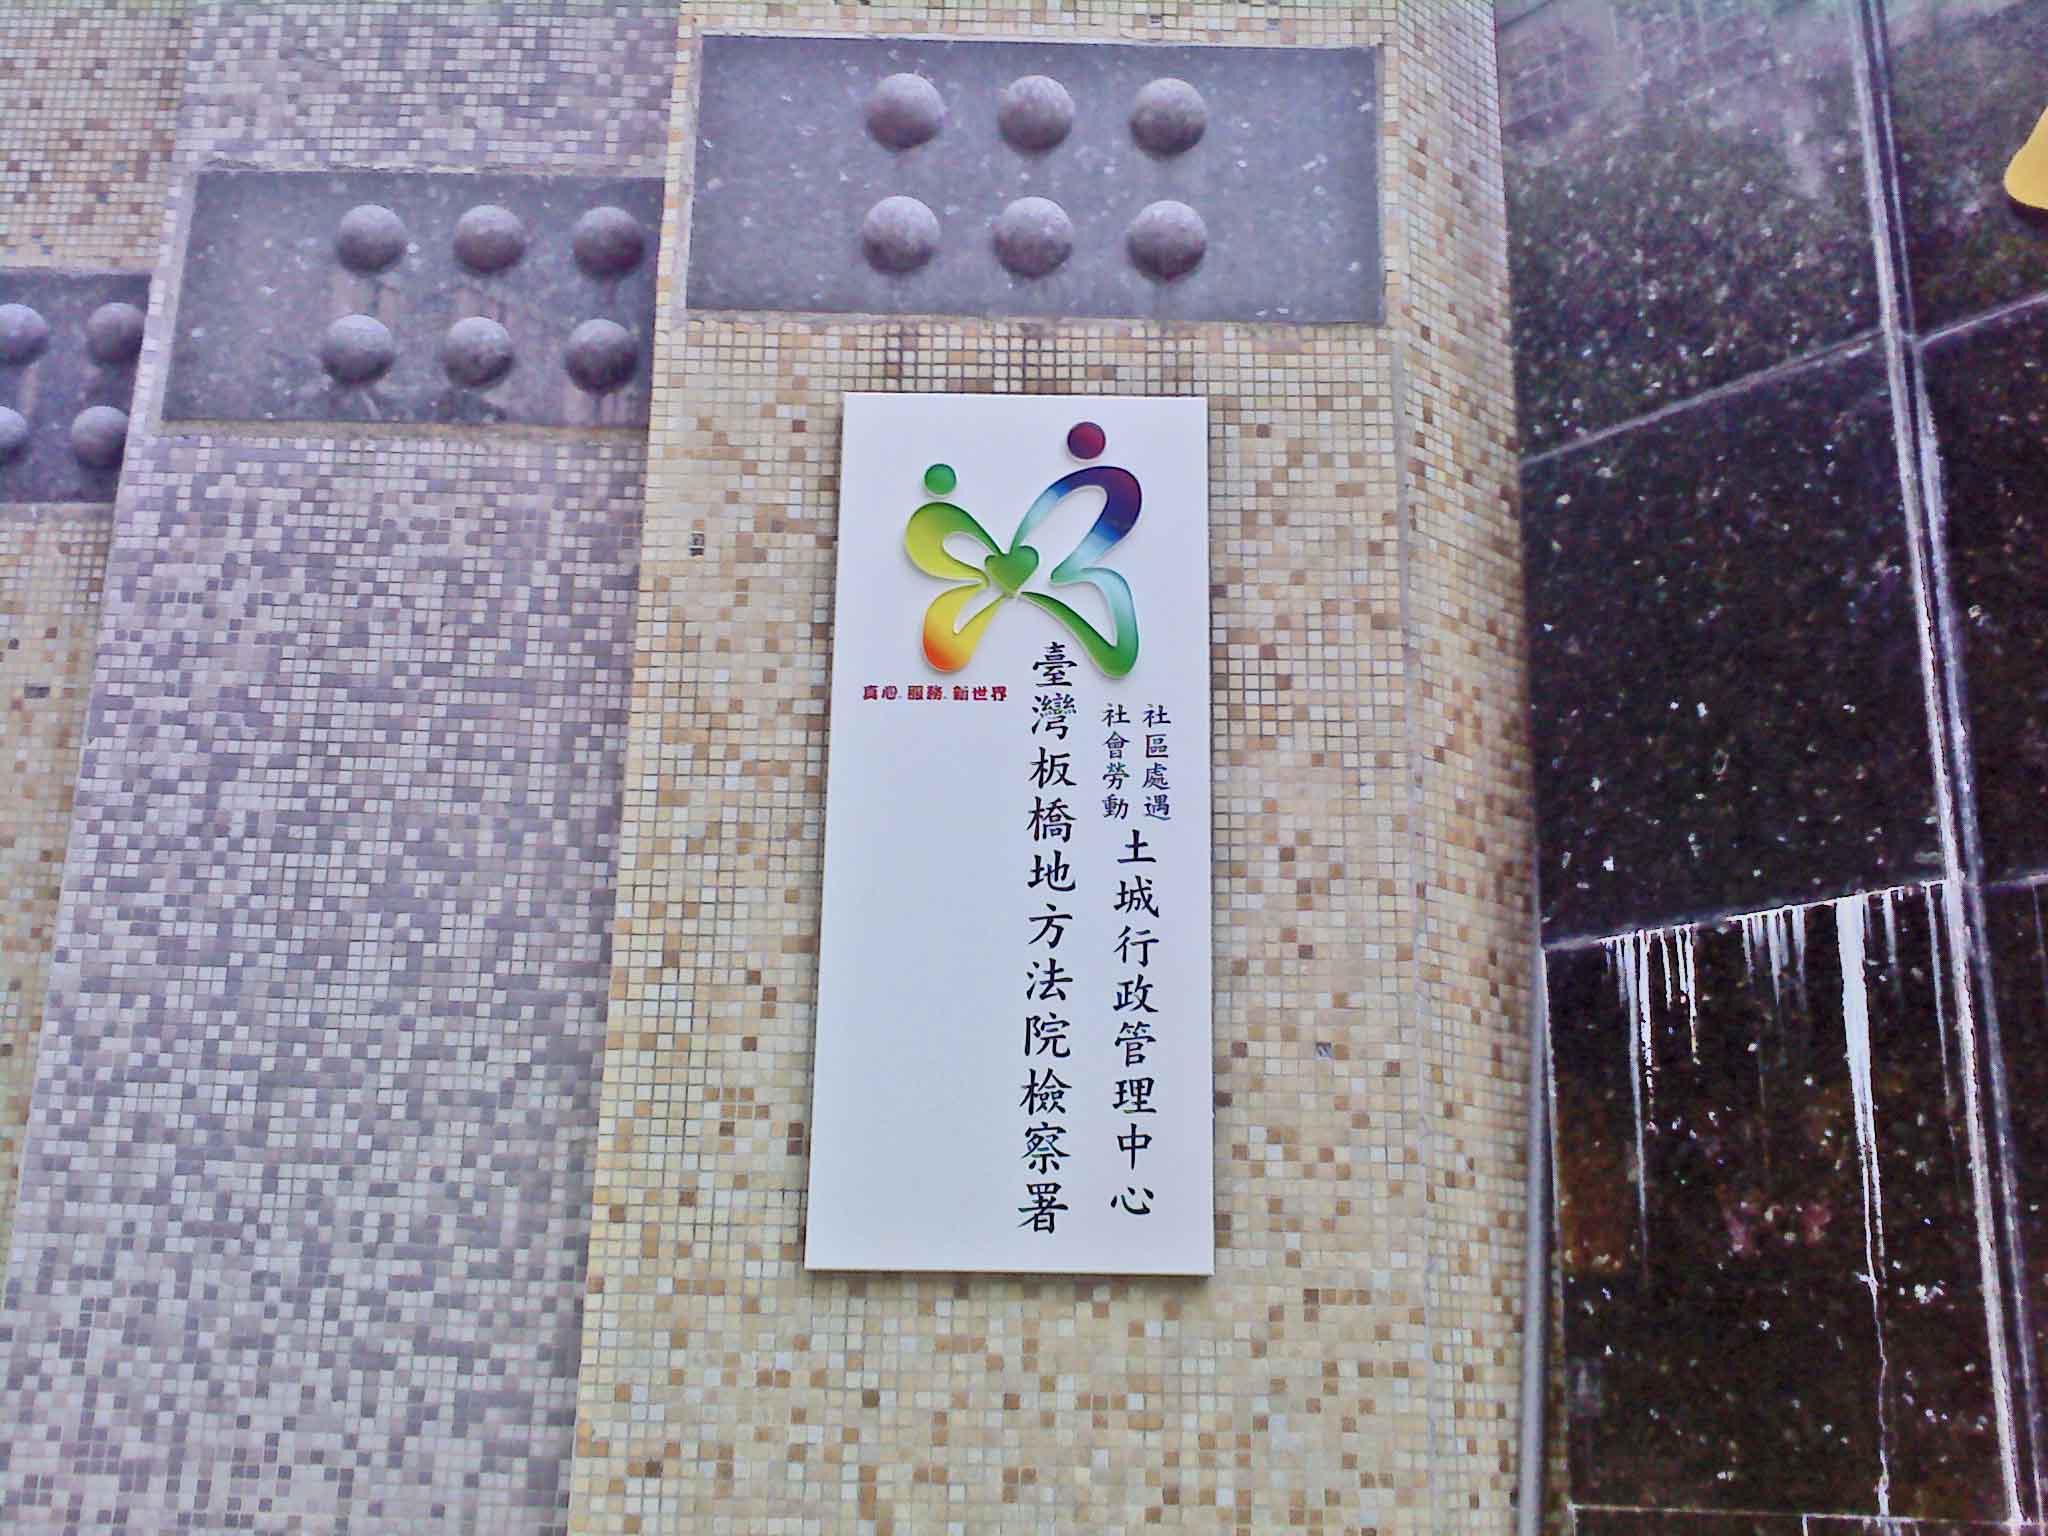 真心.服務.新世界
社區處遇
社會勞動
土城行政管理中心
臺灣板橋地方法院檢察署